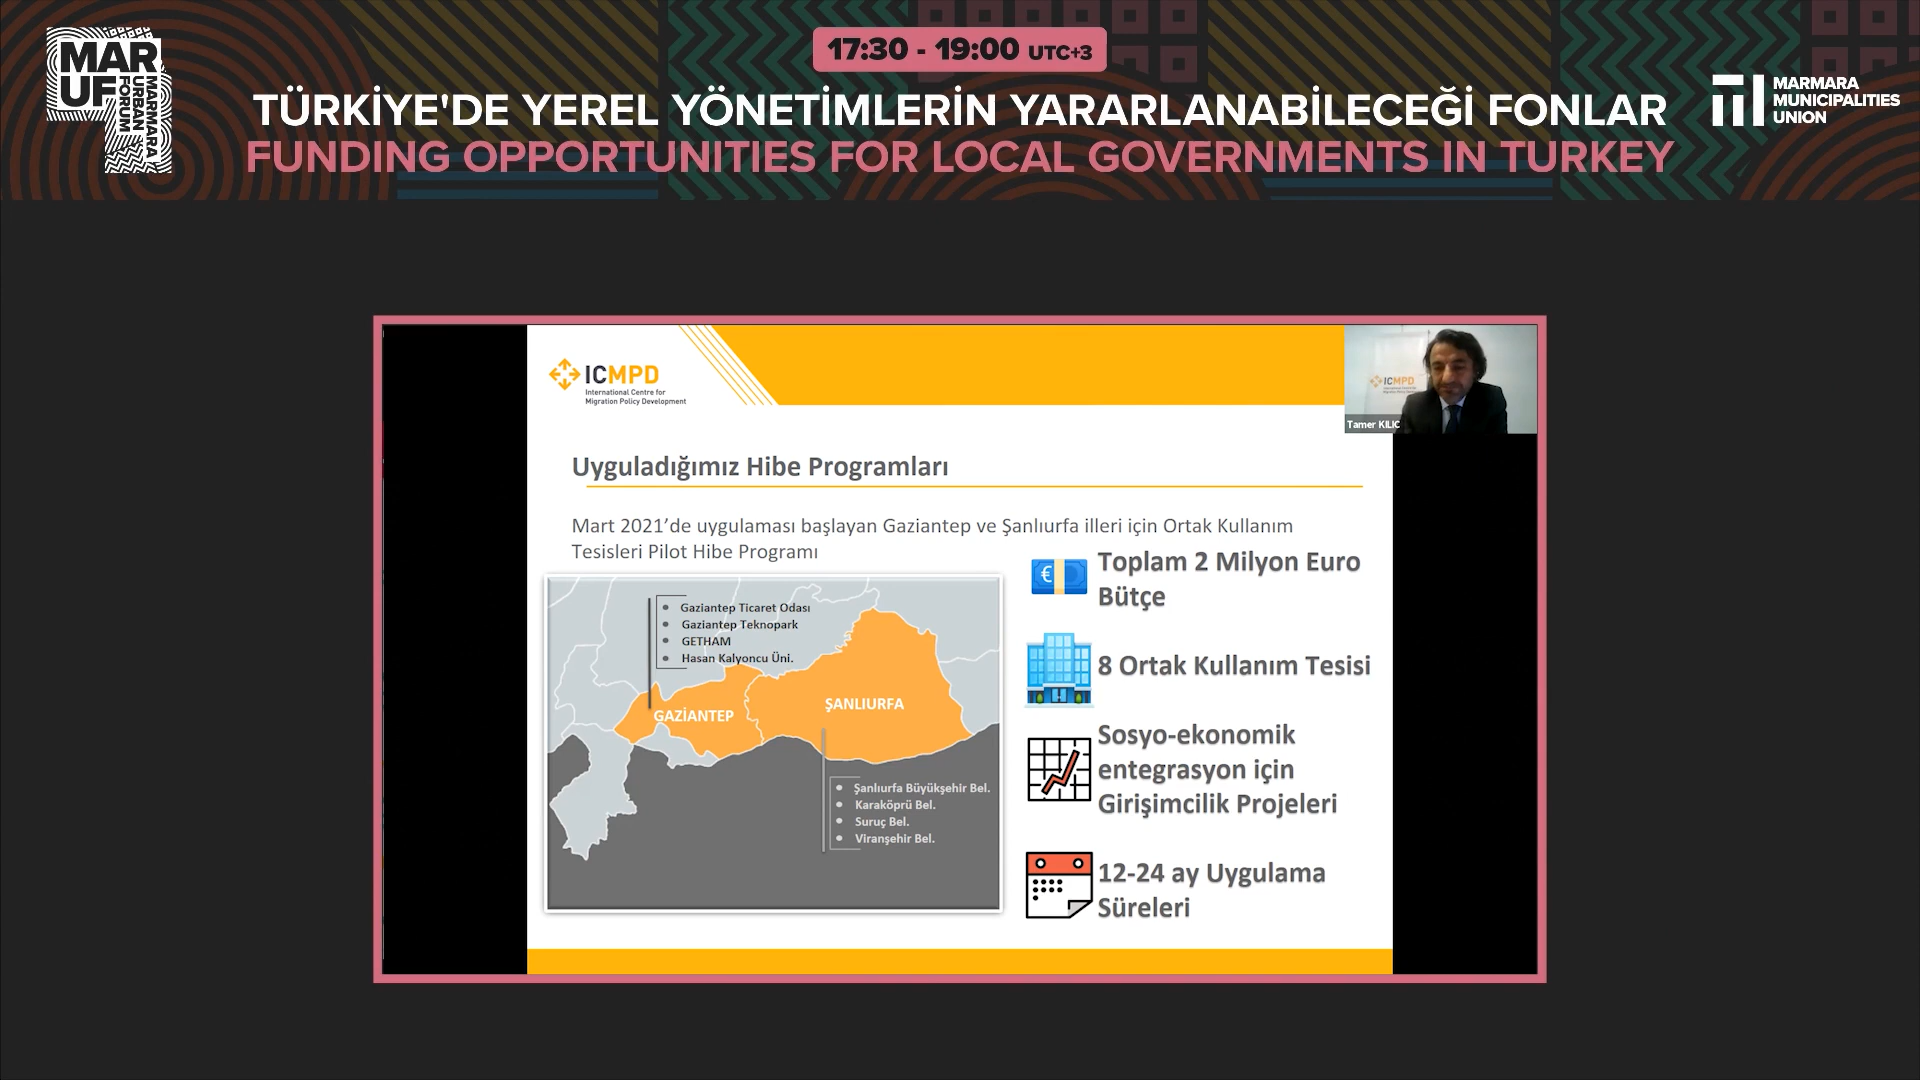 MAR
UF
MARMARA
URBAN
FORUM
17:30 - 19:00 UTC+3
TÜRKİYE'DE YEREL YÖNETİMLERİN YARARLANABİLECEĞİ FONLAR
FUNDING OPPORTUNITIES FOR LOCAL GOVERNMENTS IN TURKEY
MARMARA
MUNICIPALITIES
UNION
ICMPD
International Centre for
Migration Policy Development
ICMPD
Tamer KILIC
Uyguladığımız Hibe Programları
Mart 2021’de uygulaması başlayan Gaziantep ve Şanlıurfa illeri için Ortak Kullanım
Tesisleri Pilot Hibe Programı
Gaziantep Ticaret Odası
Gaziantep Teknopark
GETHAM
Hasan Kalyoncu Üni.
GAZİANTEP
ŞANLIURFA
Şanlıurfa Büyükşehir Bel.
Karaköprü Bel.
Suruç Bel.
Viranşehir Bel.
€
Toplam 2 Milyon Euro
Bütçe
8 Ortak Kullanım Tesisi
Sosyo-ekonomik
entegrasyon için
Girişimcilik Projeleri
12-24 ay Uygulama
Süreleri